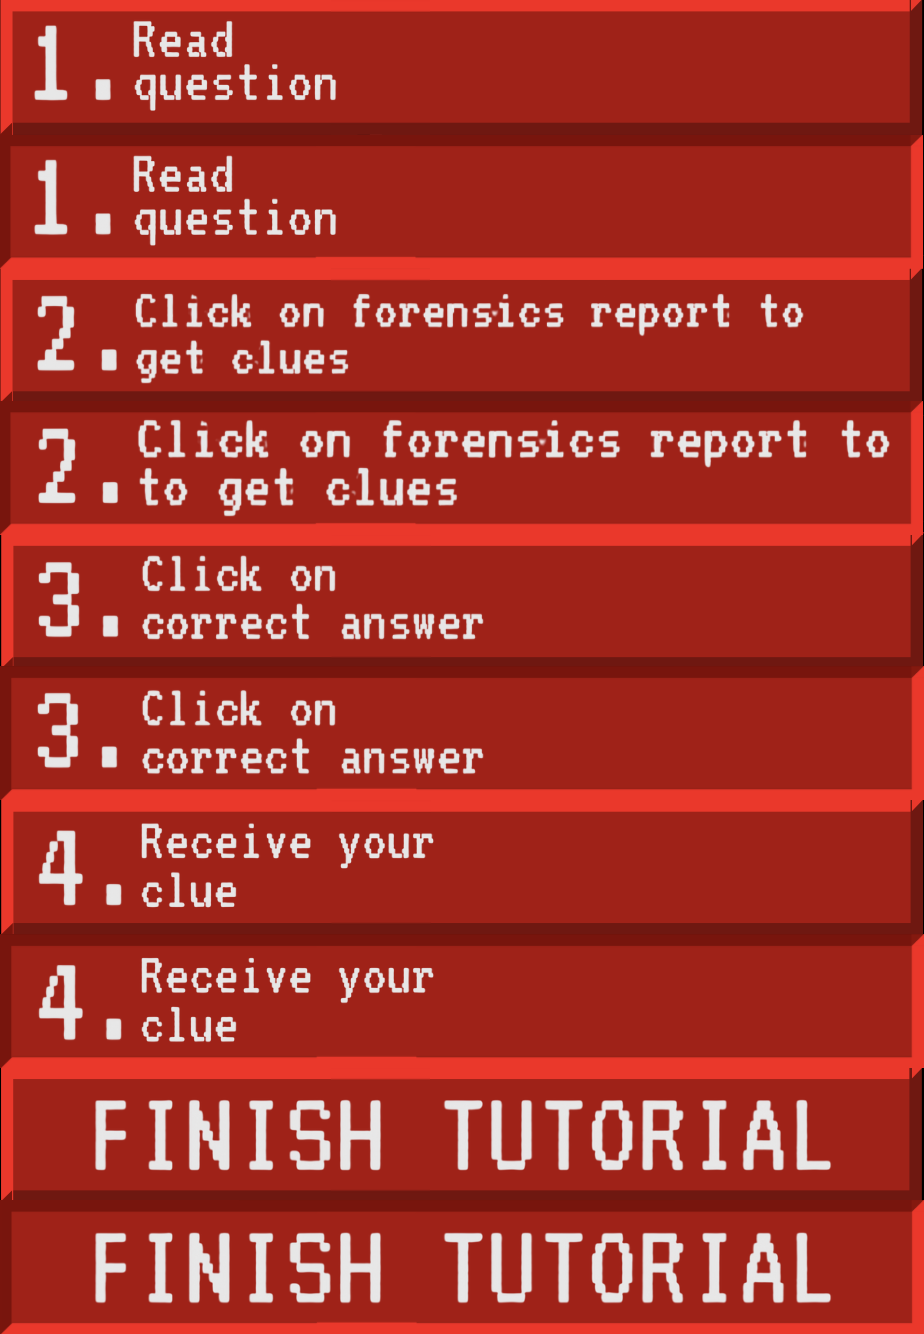 1. Read
question
1. Read
question
2. Click on forensics report to
get clues
2. Click on forensics report to
to get clues
3. Click on
correct answer
3. Click on
correct answer
4. Receive your
clue
4. Receive your
clue
FINISH TUTORIAL
FINISH TUTORIAL